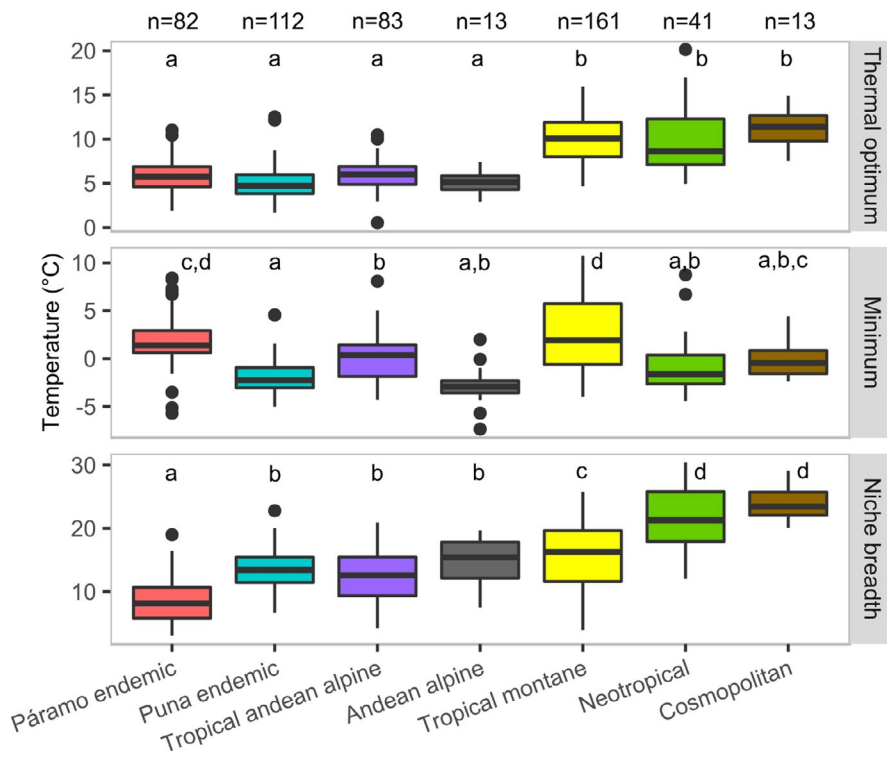 n=82 n=112 n=83 n=13 n=161 n=41 n=13
20
15
10
5
0
a a a a b b b
Thermal optimum
10
5
0
-5
c,d a b a,b d a,b a,b,c
Minimum
Temperature (°C)
30
20
10
a b b b c d d
Niche breadth
Páramo endemic
Puna endemic
Tropical andean alpine
Andean alpine
Tropical montane
Neotropical
Cosmopolitan